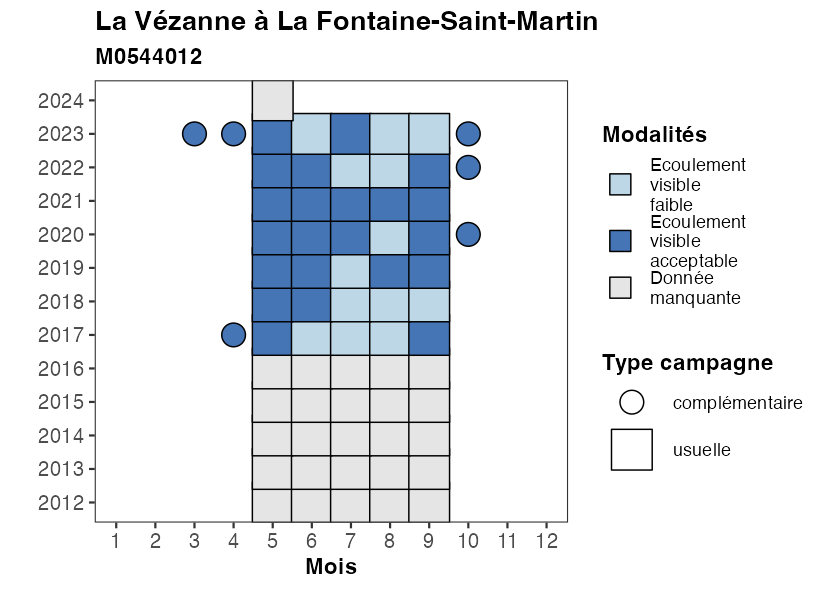 La Vézanne à La Fontaine-Saint-Martin
M0544012
2024
2023
2022
2021
2020
2019
2018
2017
2016
2015
2014
2013
2012
1 2 3 4 5 6 7 8 9 10 11 12
Mois
Modalités
Ecoulement
visible
faible
Ecoulement
visible
acceptable
Donnée
manquante
Type campagne
complémentaire
usuelle